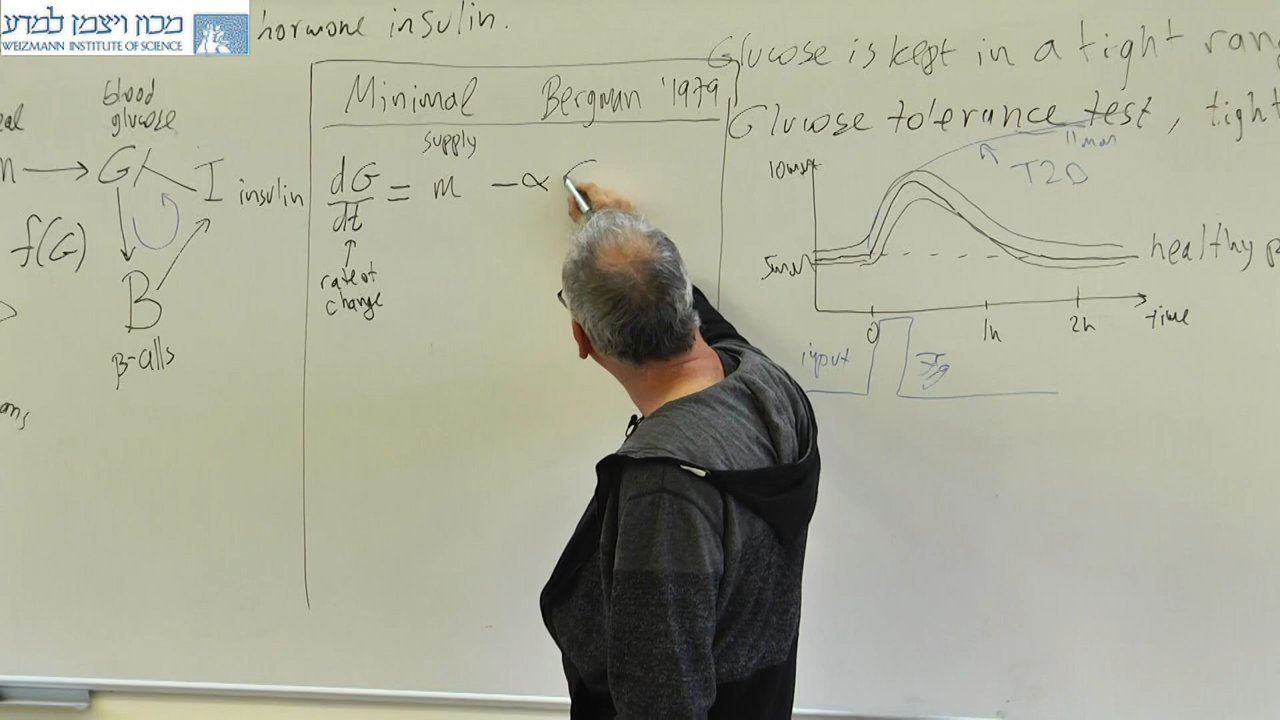 מכון ויצמן למדע
WEIZMANN INSTITUTE OF SCIENCE
hormone insulin.
blood
glucose
G
I insulin
f(G)
B
β-cells
Minimal Bergman '1979
supply
dG/dt = m - α
rate of
change
Glucose is kept in a tight
Glucose tolerance test, tight
11mM
T2D
10mM
5mM
healthy
0 1h 2h time
input